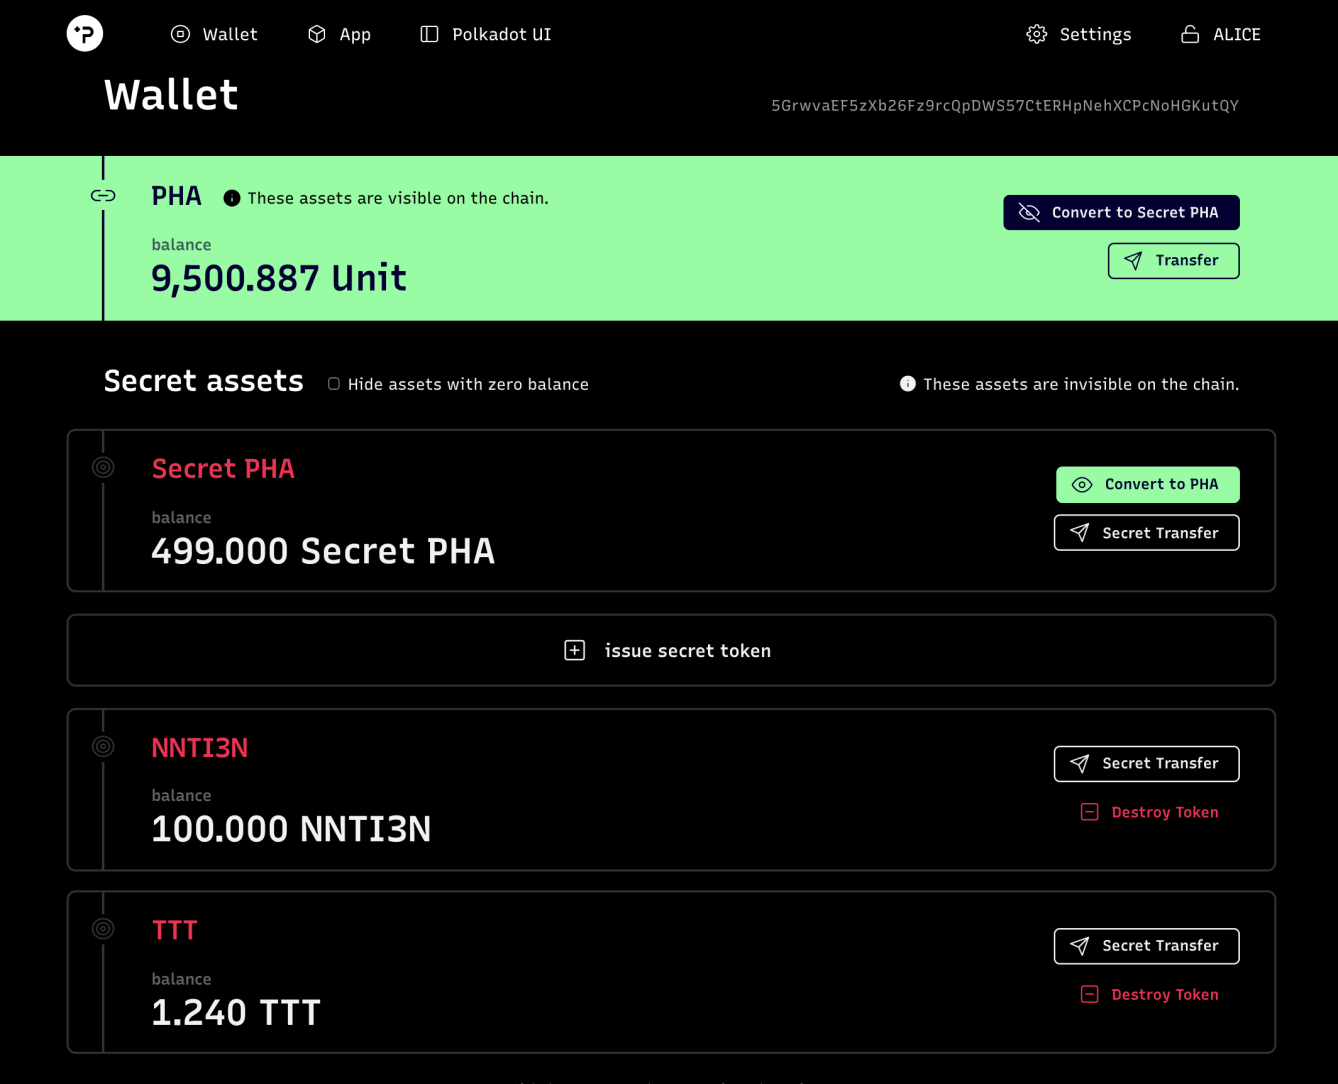 Wallet App Polkadot UI Settings ALICE
Wallet
5GrwvaEF5zXb26Fz9rcQpDWS57CtERHpNehXCPcNoHGKutQY
PHA These assets are visible on the chain.
Convert to Secret PHA
balance
9,500.887 Unit
Transfer
Secret assets Hide assets with zero balance These assets are invisible on the chain.
Secret PHA
Convert to PHA
balance
499.000 Secret PHA
Secret Transfer
issue secret token
NNTI3N
Secret Transfer
balance
100.000 NNTI3N
Destroy Token
TTT
Secret Transfer
balance
1.240 TTT
Destroy Token